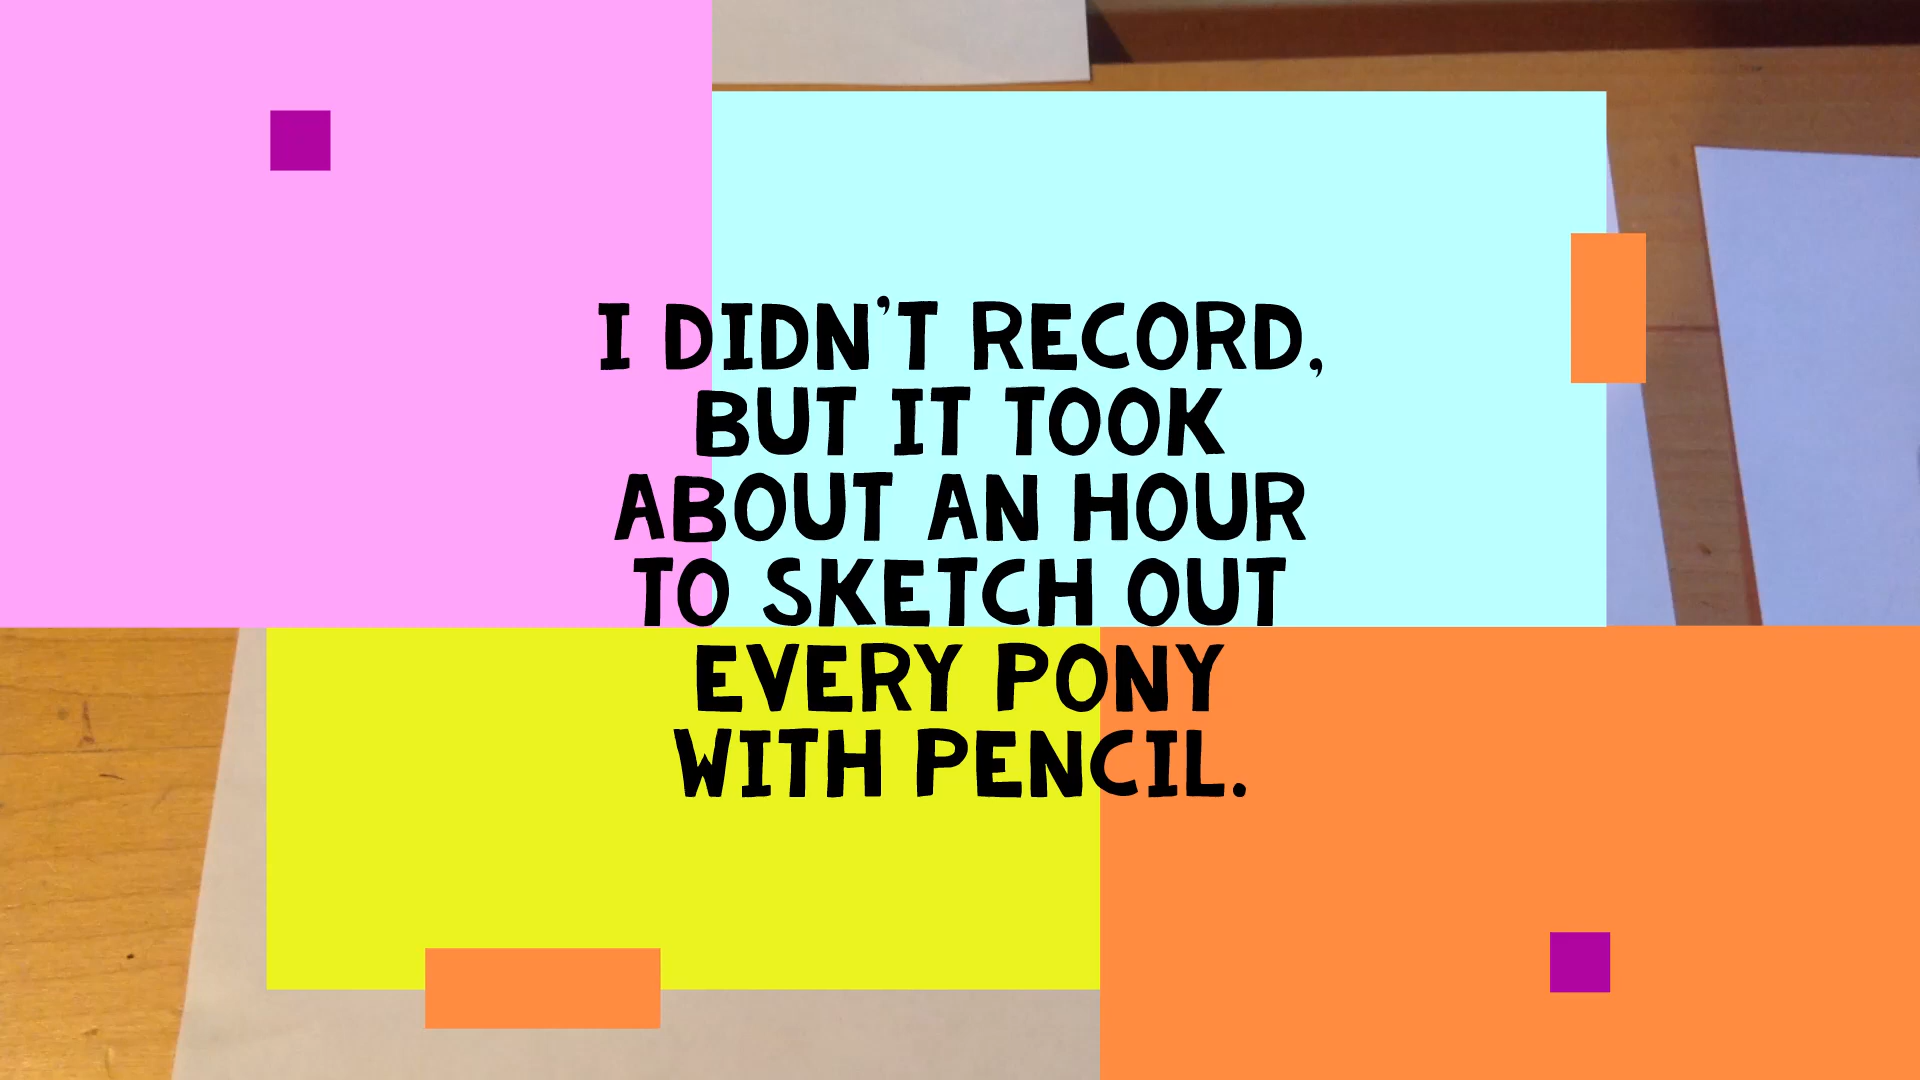 I DIDN'T RECORD,
BUT IT TOOK
ABOUT AN HOUR
TO SKETCH OUT
EVERY PONY
WITH PENCIL.